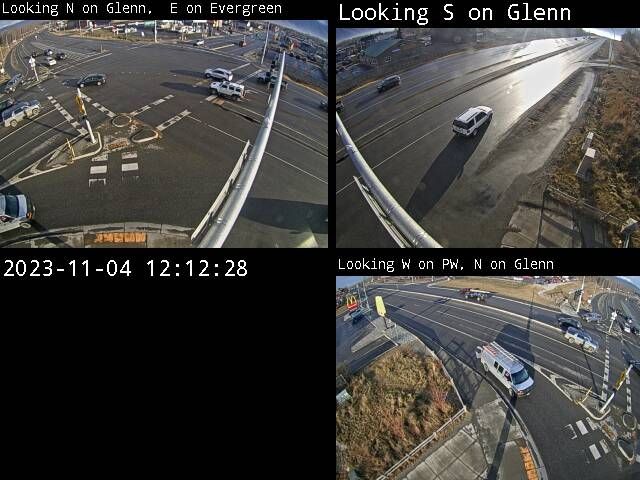 Looking N on Glenn,  E on Evergreen
Looking S on Glenn
2023-11-04 12:12:28
Looking W on PW, N on Glenn